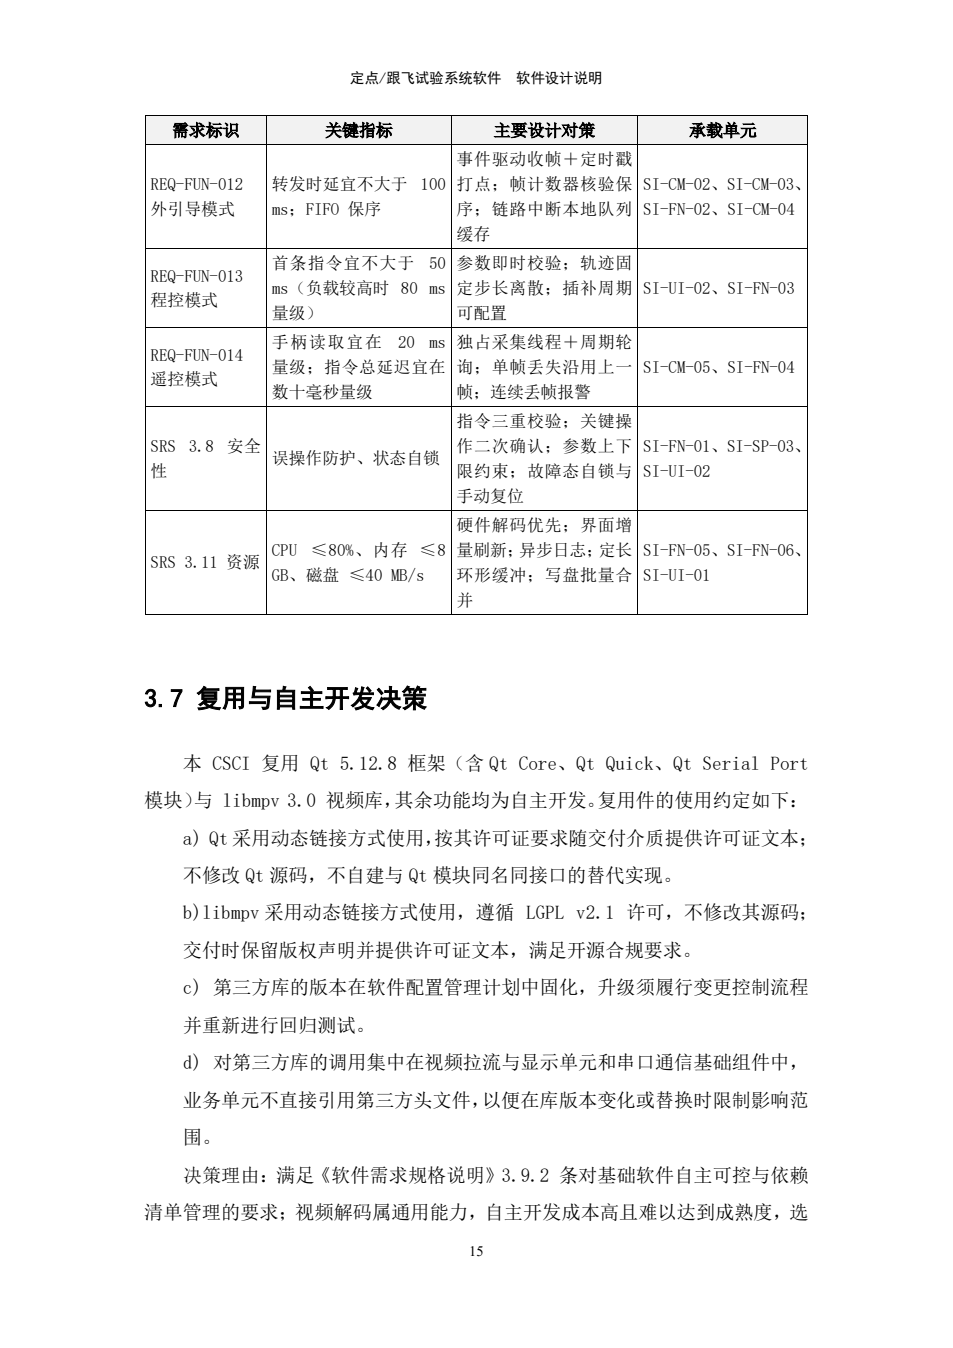 定点/跟飞试验系统软件 软件设计说明
需求标识 关键指标 主要设计对策 承载单元
REQ-FUN-012
外引导模式
转发时延宜不大于 100
ms；FIFO 保序
事件驱动收帧＋定时戳
打点；帧计数器核验保
序；链路中断本地队列
缓存
SI-CM-02、SI-CM-03、
SI-FN-02、SI-CM-04
REQ-FUN-013
程控模式
首条指令宜不大于 50
ms（负载较高时 80 ms
量级）
参数即时校验；轨迹固
定步长离散；插补周期
可配置
SI-UI-02、SI-FN-03
REQ-FUN-014
遥控模式
手柄读取宜在 20 ms
量级；指令总延迟宜在
数十毫秒量级
独占采集线程＋周期轮
询；单帧丢失沿用上一
帧；连续丢帧报警
SI-CM-05、SI-FN-04
SRS 3.8 安全
性
误操作防护、状态自锁
指令三重校验；关键操
作二次确认；参数上下
限约束；故障态自锁与
手动复位
SI-FN-01、SI-SP-03、
SI-UI-02
SRS 3.11 资源
CPU ≤80%、内存 ≤8
GB、磁盘 ≤40 MB/s
硬件解码优先；界面增
量刷新；异步日志；定长
环形缓冲；写盘批量合
并
SI-FN-05、SI-FN-06、
SI-UI-01
3.7 复用与自主开发决策
本 CSCI 复用 Qt 5.12.8 框架（含 Qt Core、Qt Quick、Qt Serial Port
模块）与 libmpv 3.0 视频库，其余功能均为自主开发。复用件的使用约定如下：
a) Qt 采用动态链接方式使用，按其许可证要求随交付介质提供许可证文本；
不修改 Qt 源码，不自建与 Qt 模块同名同接口的替代实现。
b)libmpv 采用动态链接方式使用，遵循 LGPL v2.1 许可，不修改其源码；
交付时保留版权声明并提供许可证文本，满足开源合规要求。
c) 第三方库的版本在软件配置管理计划中固化，升级须履行变更控制流程
并重新进行回归测试。
d) 对第三方库的调用集中在视频拉流与显示单元和串口通信基础组件中，
业务单元不直接引用第三方头文件，以便在库版本变化或替换时限制影响范
围。
决策理由：满足《软件需求规格说明》3.9.2 条对基础软件自主可控与依赖
清单管理的要求；视频解码属通用能力，自主开发成本高且难以达到成熟度，选
15